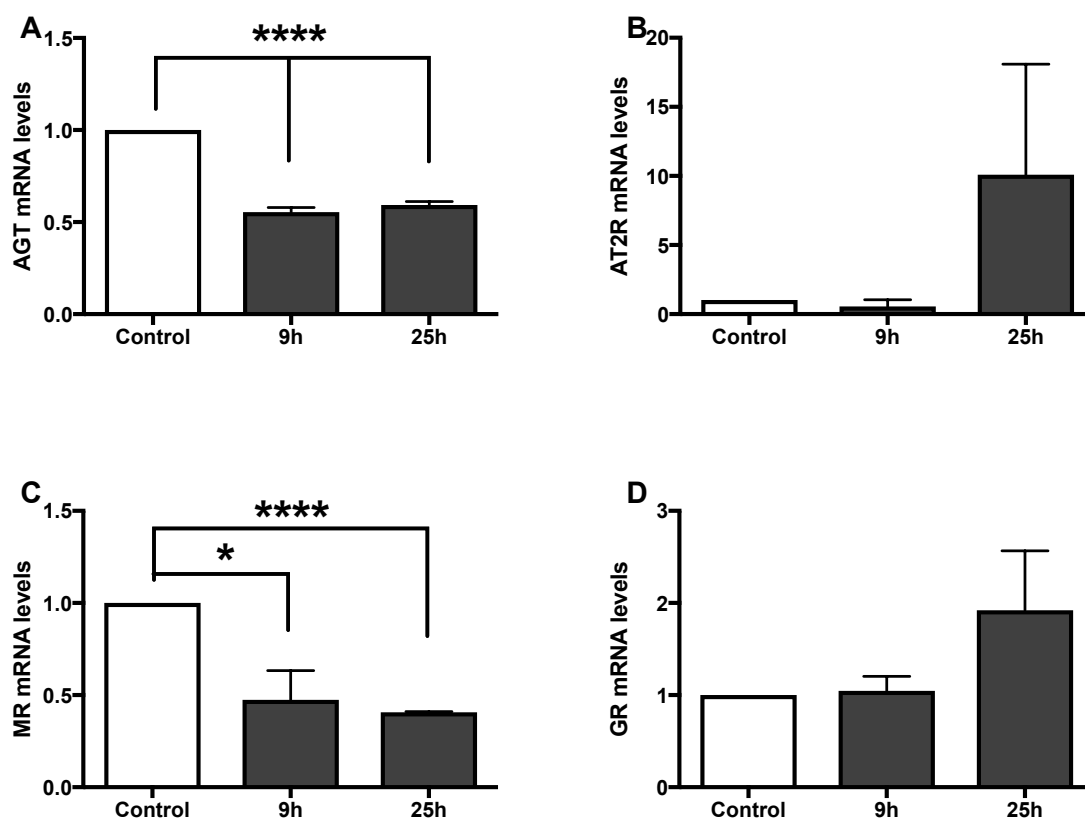 A
AGT mRNA levels
1.5
1.0
0.5
0.0
****
Control 9h 25h
B
AT2R mRNA levels
20
15
10
5
0
Control 9h 25h
C
MR mRNA levels
1.5
1.0
0.5
0.0
****
*
Control 9h 25h
D
GR mRNA levels
3
2
1
0
Control 9h 25h